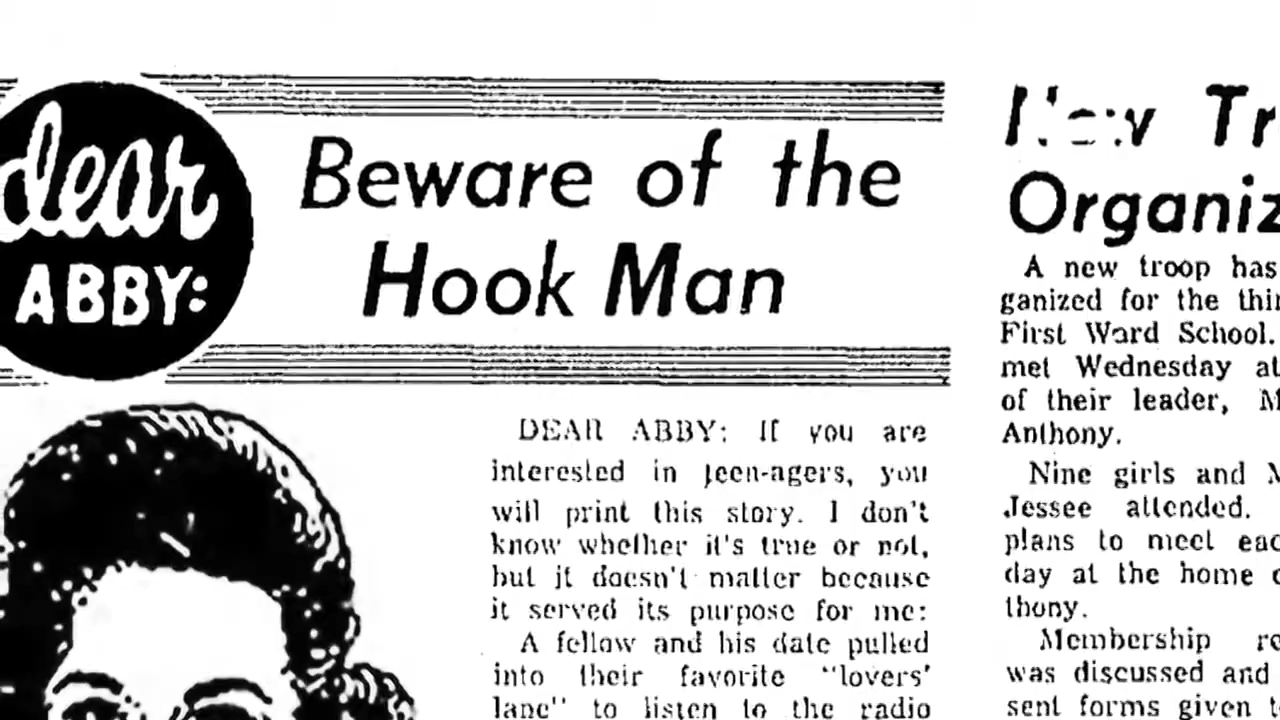 dear
ABBY:
Beware of the
Hook Man
DEAR ABBY: If you are
interested in teen-agers, you
will print this story. I don't
know whether it's true or not,
but it doesn't matter because
it served its purpose for me:
A fellow and his date pulled
into their favorite "lovers'
lane" to listen to the radio
New Tr
Organiz
A new troop has
ganized for the thir
First Ward School.
met Wednesday at
of their leader, M
Anthony.
Nine girls and M
Jessee attended.
plans to meet eac
day at the home o
thony.
Membership re
was discussed and
sent forms given t